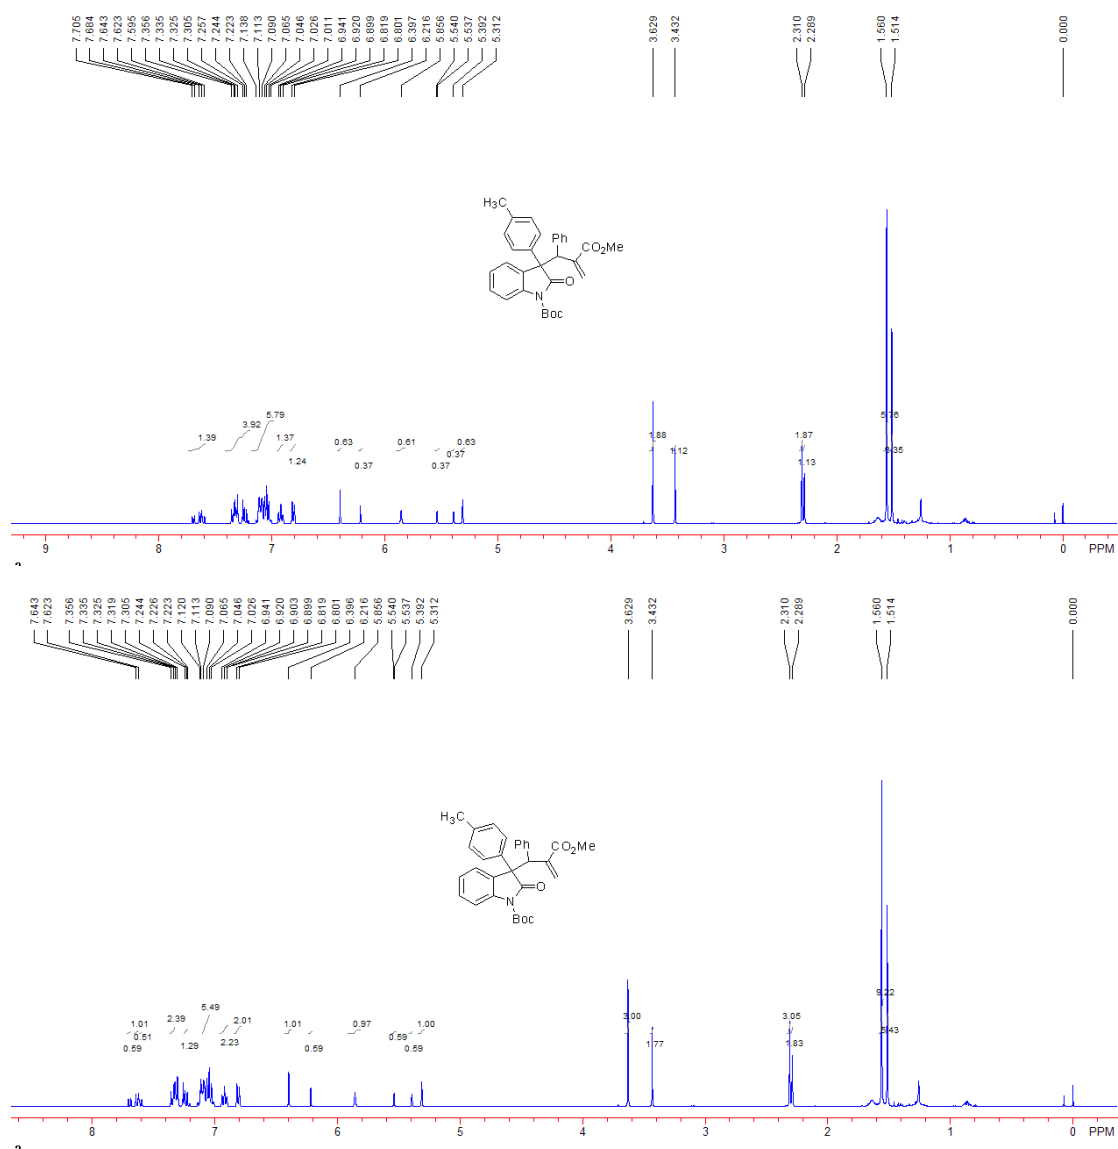 7.705 7.684 7.643 7.623 7.595 7.356 7.335 7.325 7.305 7.257 7.244 7.223 7.138 7.113 7.090 7.065 7.046 7.026 7.011 6.941 6.920 6.899 6.819 6.801 6.397 6.216 5.856 5.540 5.537 5.392 5.312 3.629 3.432 2.310 2.289 1.560 1.514 0.000
H3C
Ph
CO2Me
O
N
Boc
1.39 3.92 5.79 1.37 1.24 0.63 0.37 0.61 0.37 0.37 0.63 1.88 1.12 1.87 1.13 5.76 3.35
9 8 7 6 5 4 3 2 1 0 PPM
7.643 7.623 7.356 7.335 7.325 7.319 7.305 7.244 7.226 7.223 7.120 7.113 7.090 7.065 7.046 7.026 6.941 6.920 6.903 6.899 6.819 6.801 6.396 6.216 5.856 5.540 5.537 5.392 5.312 3.629 3.432 2.310 2.289 1.560 1.514 0.000
H3C
Ph
CO2Me
O
N
Boc
0.59 1.01 0.51 2.39 1.29 5.49 2.23 2.01 1.01 0.59 0.97 0.59 0.59 1.00 3.00 1.77 3.05 1.83 9.22 5.43
8 7 6 5 4 3 2 1 0 PPM